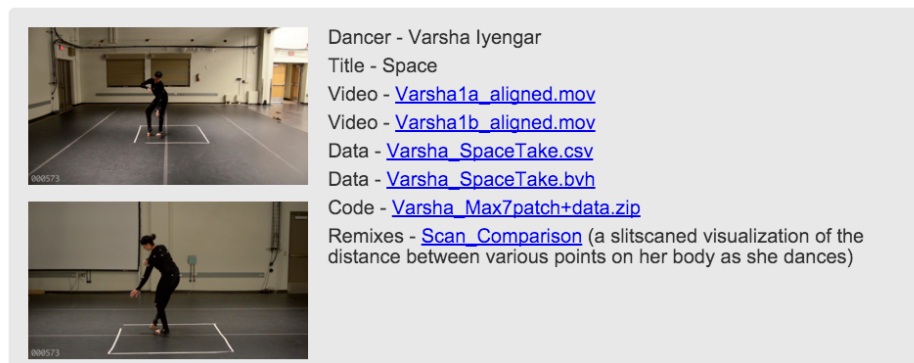 Dancer - Varsha Iyengar
Title - Space
Video - Varsha1a_aligned.mov
Video - Varsha1b_aligned.mov
Data - Varsha_SpaceTake.csv
Data - Varsha_SpaceTake.bvh
Code - Varsha_Max7patch+data.zip
Remixes - Scan_Comparison (a slitscaned visualization of the
distance between various points on her body as she dances)
000573
000573